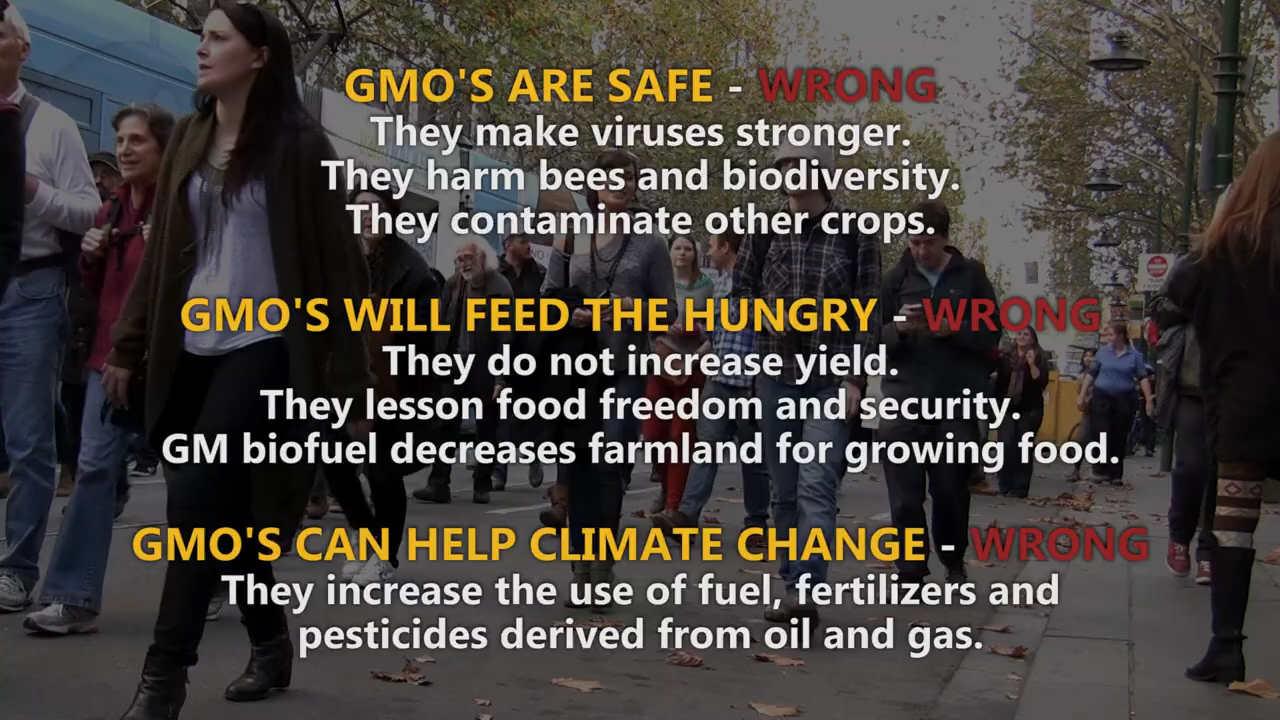 GMO'S ARE SAFE - WRONG
They make viruses stronger.
They harm bees and biodiversity.
They contaminate other crops.
GMO'S WILL FEED THE HUNGRY - WRONG
They do not increase yield.
They lesson food freedom and security.
GM biofuel decreases farmland for growing food.
GMO'S CAN HELP CLIMATE CHANGE - WRONG
They increase the use of fuel, fertilizers and
pesticides derived from oil and gas.